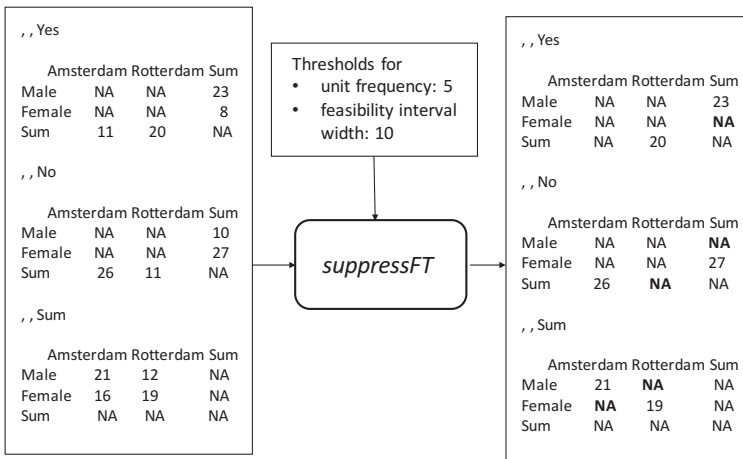 , , Yes
Amsterdam Rotterdam Sum
Male NA NA 23
Female NA NA 8
Sum 11 20 NA
, , No
Amsterdam Rotterdam Sum
Male NA NA 10
Female NA NA 27
Sum 26 11 NA
, , Sum
Amsterdam Rotterdam Sum
Male 21 12 NA
Female 16 19 NA
Sum NA NA NA
Thresholds for
• unit frequency: 5
• feasibility interval
width: 10
suppressFT
, , Yes
Amsterdam Rotterdam Sum
Male NA NA 23
Female NA NA NA
Sum NA 20 NA
, , No
Amsterdam Rotterdam Sum
Male NA NA NA
Female NA NA 27
Sum 26 NA NA
, , Sum
Amsterdam Rotterdam Sum
Male 21 NA NA
Female NA 19 NA
Sum NA NA NA